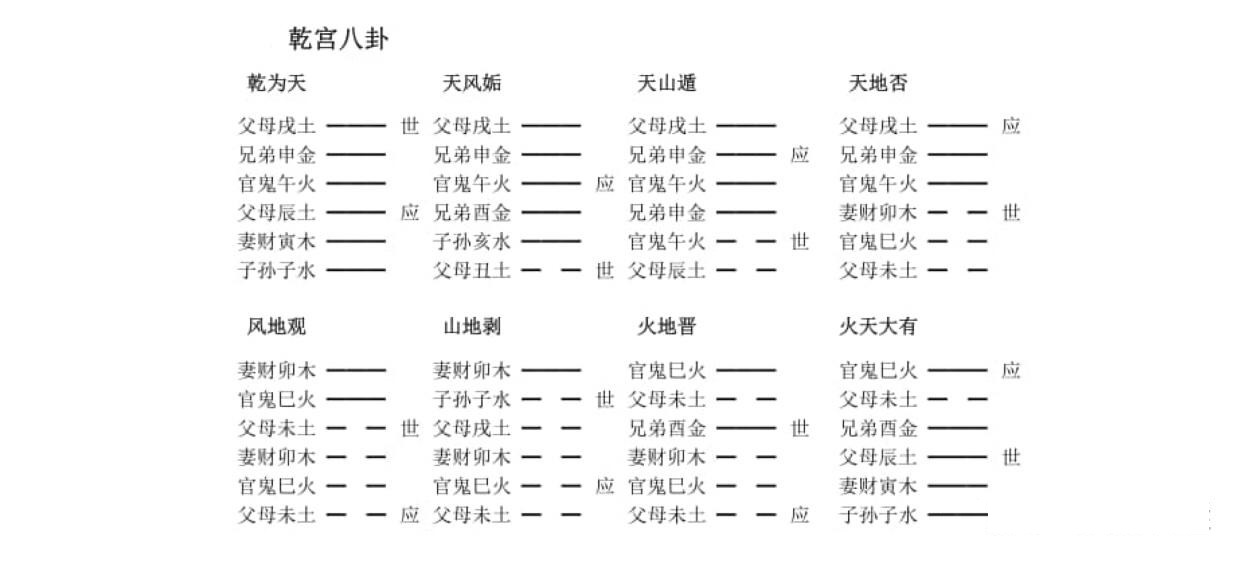 乾宫八卦
乾为天 天风姤 天山遁 天地否
父母戌土 世 父母戌土 父母戌土 父母戌土 应
兄弟申金 兄弟申金 兄弟申金 应 兄弟申金
官鬼午火 官鬼午火 应 官鬼午火 官鬼午火
父母辰土 应 兄弟酉金 兄弟申金 妻财卯木 世
妻财寅木 子孙亥水 官鬼午火 世 官鬼巳火
子孙子水 父母丑土 世 父母辰土 父母未土
风地观 山地剥 火地晋 火天大有
妻财卯木 妻财卯木 官鬼巳火 官鬼巳火 应
官鬼巳火 子孙子水 世 父母未土 父母未土
父母未土 世 父母戌土 兄弟酉金 世 兄弟酉金
妻财卯木 妻财卯木 妻财卯木 父母辰土 世
官鬼巳火 官鬼巳火 应 官鬼巳火 妻财寅木
父母未土 应 父母未土 父母未土 应 子孙子水